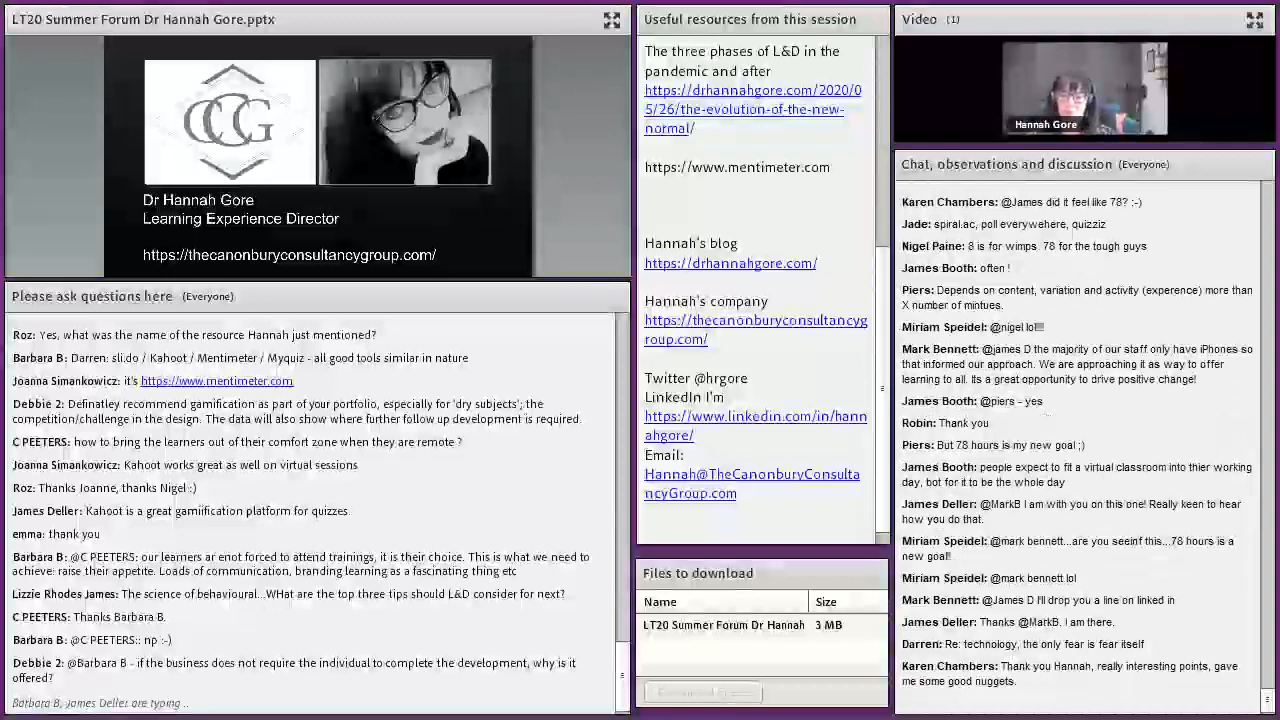 LT20 Summer Forum Dr Hannah Gore.pptx
CCG
Dr Hannah Gore
Learning Experience Director
https://thecanonburyconsultancygroup.com/
Please ask questions here (Everyone)
Roz: Yes, what was the name of the resource Hannah just mentioned?
Barbara B: Darren: sli.do / Kahoot / Mentimeter / Myquiz - all good tools similar in nature
Joanna Simankowicz: it's https://www.mentimeter.com
Debbie 2: Definatley recommend gamification as part of your portfolio, especially for 'dry subjects'; the
competition/challenge in the design. The data will also show where further follow up development is required.
C PEETERS: how to bring the learners out of their comfort zone when they are remote ?
Joanna Simankowicz: Kahoot works great as well on virtual sessions
Roz: Thanks Joanne, thanks Nigel :)
James Deller: Kahoot is a great gamiification platform for quizzes.
emma: thank you
Barbara B: @C PEETERS: our learners ar enot forced to attend trainings, it is their choice. This is what we need to
achieve: raise their appetite. Loads of communication, branding learning as a fascinating thing etc
Lizzie Rhodes James: The science of behavioural...WHat are the top three tips should L&D consider for next?
C PEETERS: Thanks Barbara B.
Barbara B: @C PEETERS:: np :-)
Debbie 2: @Barbara B - if the business does not require the individual to complete the development, why is it
offered?
Barbara B, James Deller are typing...
Useful resources from this session
The three phases of L&D in the
pandemic and after
https://drhannahgore.com/2020/0
5/26/the-evolution-of-the-new-
normal/
https://www.mentimeter.com
Hannah's blog
https://drhannahgore.com/
Hannah's company
https://thecanonburyconsultancyg
roup.com/
Twitter @hrgore
LinkedIn I'm
https://www.linkedin.com/in/hann
ahgore/
Email:
Hannah@TheCanonburyConsulta
ncyGroup.com
Files to download
Name Size
LT20 Summer Forum Dr Hannah 3 MB
Video (1)
Hannah Gore
Chat, observations and discussion (Everyone)
Karen Chambers: @James did it feel like 78? :-)
Jade: spiral.ac, poll everywehere, quizziz
Nigel Paine: 8 is for wimps. 78 for the tough guys
James Booth: often !
Piers: Depends on content, variation and activity (experence) more than
X number of mintues.
Miriam Speidel: @nigel lol!!!!
Mark Bennett: @james D the majority of our staff only have iPhones so
that informed our approach. We are approaching it as way to offer
learning to all. Its a great opportunity to drive positive change!
James Booth: @piers - yes
Robin: Thank you
Piers: But 78 hours is my new goal ;)
James Booth: people expect to fit a virtual classroom into thier working
day, bot for it to be the whole day
James Deller: @MarkB I am with you on this one! Really keen to hear
how you do that.
Miriam Speidel: @mark bennett...are you seeinf this...78 hours is a
new goal!
Miriam Speidel: @mark bennett lol
Mark Bennett: @James D I'll drop you a line on linked in
James Deller: Thanks @MarkB. I am there.
Darren: Re: technology, the only fear is fear itself
Karen Chambers: Thank you Hannah, really interesting points, gave
me some good nuggets.